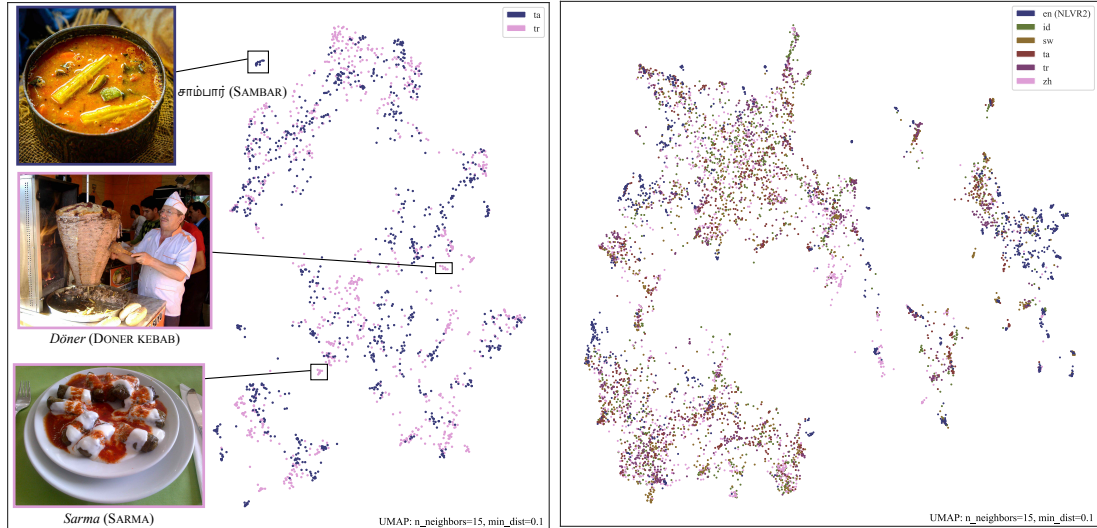 ta
tr
சாம்பார் (SAMBAR)
Döner (DONER KEBAB)
Sarma (SARMA)
UMAP: n_neighbors=15, min_dist=0.1
en (NLVR2)
id
sw
ta
tr
zh
UMAP: n_neighbors=15, min_dist=0.1